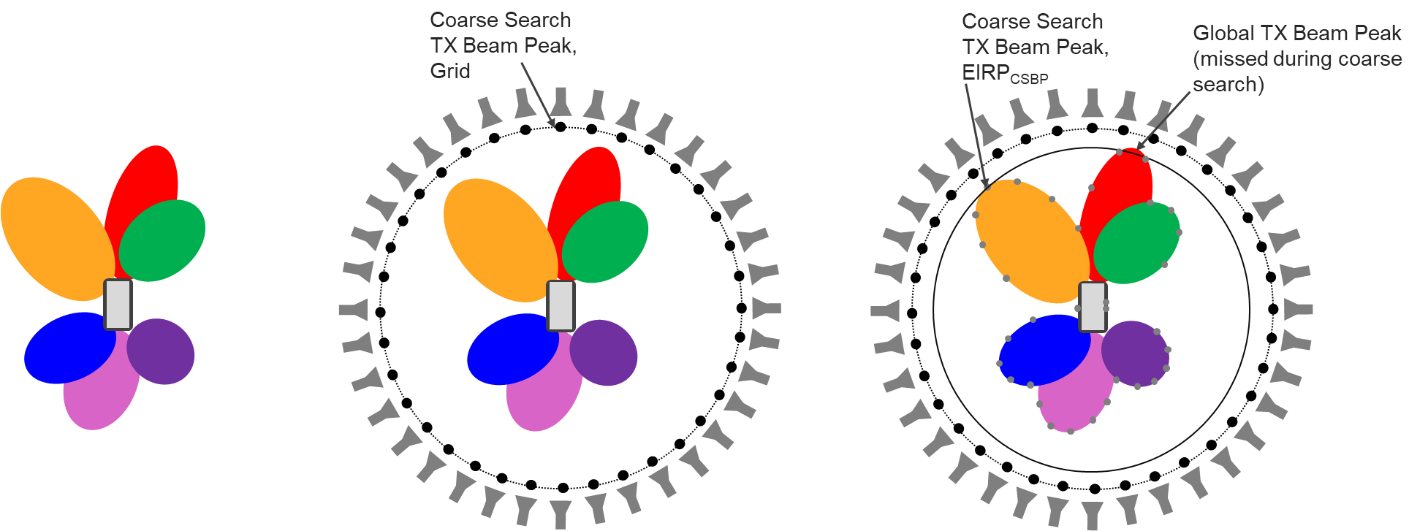 Coarse Search
TX Beam Peak,
Grid
Coarse Search
TX Beam Peak,
EIRPCSBP
Global TX Beam Peak
(missed during coarse
search)